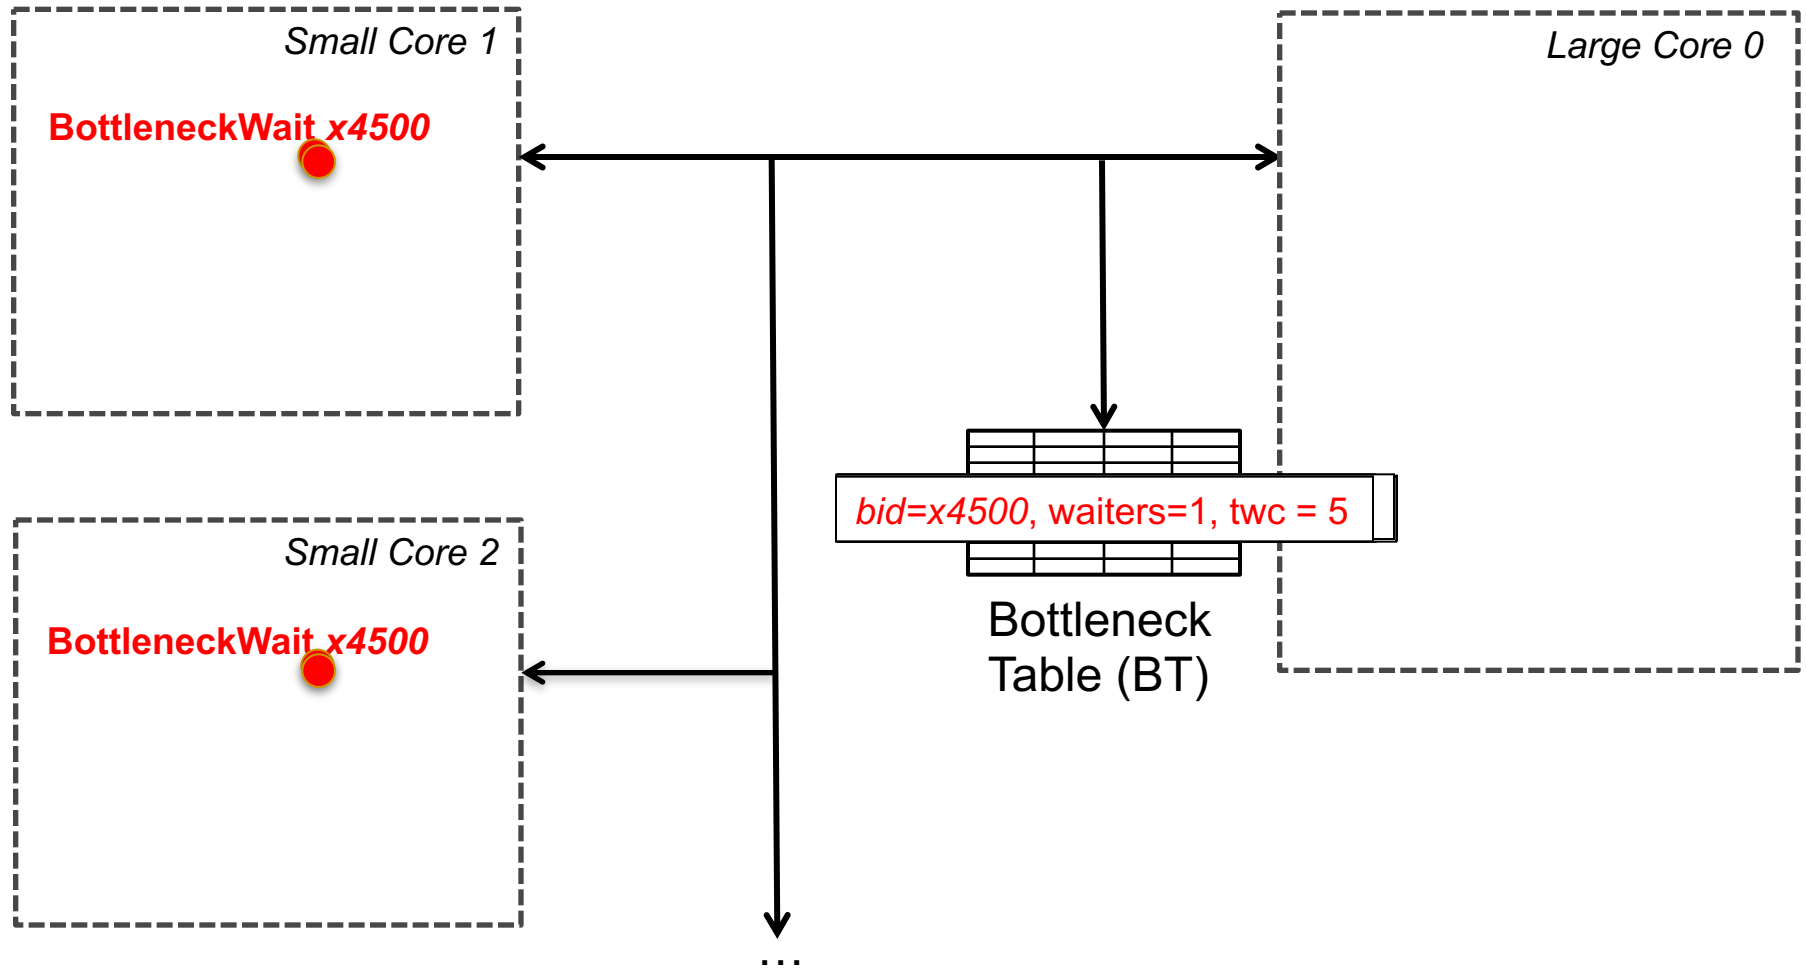 Small Core 1
Large Core 0
BottleneckWait x4500
bid=x4500, waiters=1, twc = 5
Small Core 2
Bottleneck
Table (BT)
BottleneckWait x4500
...